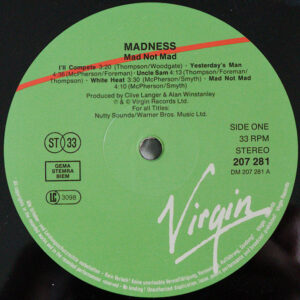 MADNESS
Mad Not Mad
I'll Compete 3:20 (Thompson/Woodgate) · Yesterday's Man
4:36 (McPherson/Foreman) · Uncle Sam 4:13 (Thompson/
Foreman) · White Heat 3:30 (McPherson/Smyth) · Mad Not Mad
4:10 (McPherson/Smyth)
Produced by Clive Langer & Alan Winstanley
℗ & © Virgin Records Ltd.
For all Titles:
Nutty Sounds/Warner Bros. Music Ltd.
ST 33
GEMA
STEMRA
BIEM
LC 3098
SIDE ONE
33 RPM
STEREO
207 281
DM 207 281 A
Virgin